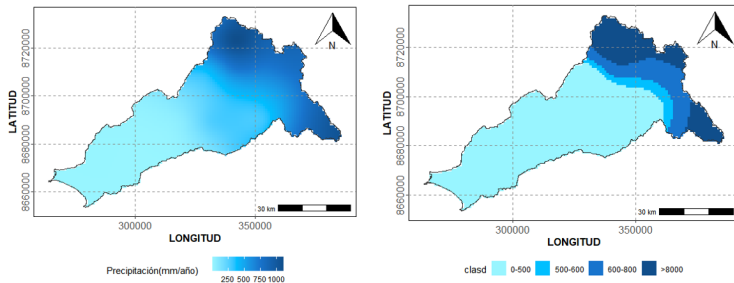 N
LATITUD
8720000
8700000
8680000
8660000
30 km
300000
350000
LONGITUD
Precipitación(mm/año)
250 500 750 1000
N
LATITUD
8720000
8700000
8680000
8660000
30 km
300000
350000
LONGITUD
clasd
0-500
500-600
600-800
>8000